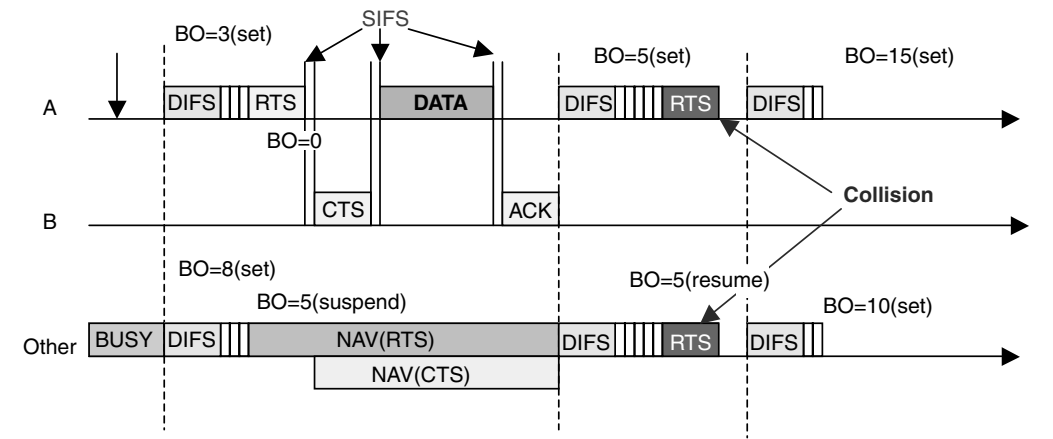 SIFS
BO=3(set)
BO=5(set)
BO=15(set)
A
DIFS
RTS
DATA
DIFS
RTS
DIFS
BO=0
Collision
B
CTS
ACK
BO=8(set)
BO=5(resume)
BO=5(suspend)
BO=10(set)
Other
BUSY
DIFS
NAV(RTS)
DIFS
RTS
DIFS
NAV(CTS)